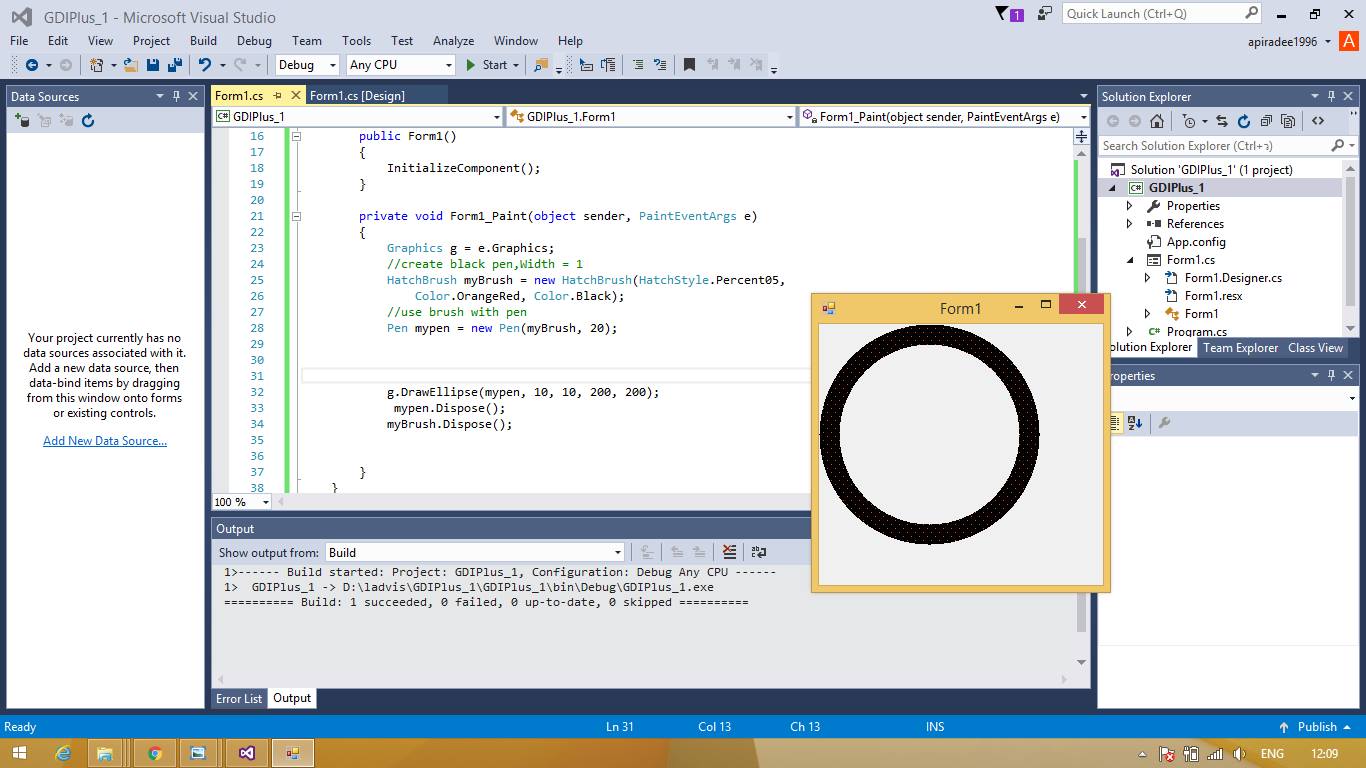 GDIPlus_1 - Microsoft Visual Studio
1
Quick Launch (Ctrl+Q)
File Edit View Project Build Debug Team Tools Test Analyze Window Help
apiradee1996 A
Debug Any CPU Start
Data Sources
Your project currently has no
data sources associated with it.
Add a new data source, then
data-bind items by dragging
from this window onto forms
or existing controls.
Add New Data Source...
Form1.cs Form1.cs [Design]
C# GDIPlus_1 GDIPlus_1.Form1 Form1_Paint(object sender, PaintEventArgs e)
16 public Form1()
17 {
18 InitializeComponent();
19 }
20
21 private void Form1_Paint(object sender, PaintEventArgs e)
22 {
23 Graphics g = e.Graphics;
24 //create black pen,Width = 1
25 HatchBrush myBrush = new HatchBrush(HatchStyle.Percent05,
26 Color.OrangeRed, Color.Black);
27 //use brush with pen
28 Pen mypen = new Pen(myBrush, 20);
29
30
31
32 g.DrawEllipse(mypen, 10, 10, 200, 200);
33 mypen.Dispose();
34 myBrush.Dispose();
35
36
37 }
38 }
100 %
Output
Show output from: Build
1>------ Build started: Project: GDIPlus_1, Configuration: Debug Any CPU ------
1> GDIPlus_1 -> D:\ladvis\GDIPlus_1\GDIPlus_1\bin\Debug\GDIPlus_1.exe
========== Build: 1 succeeded, 0 failed, 0 up-to-date, 0 skipped ==========
Error List Output
Form1
Solution Explorer
Search Solution Explorer (Ctrl+ว)
Solution 'GDIPlus_1' (1 project)
C# GDIPlus_1
Properties
References
App.config
Form1.cs
Form1.Designer.cs
Form1.resx
Form1
C# Program.cs
olution Explorer Team Explorer Class View
roperties
Ready Ln 31 Col 13 Ch 13 INS Publish
ENG 12:09